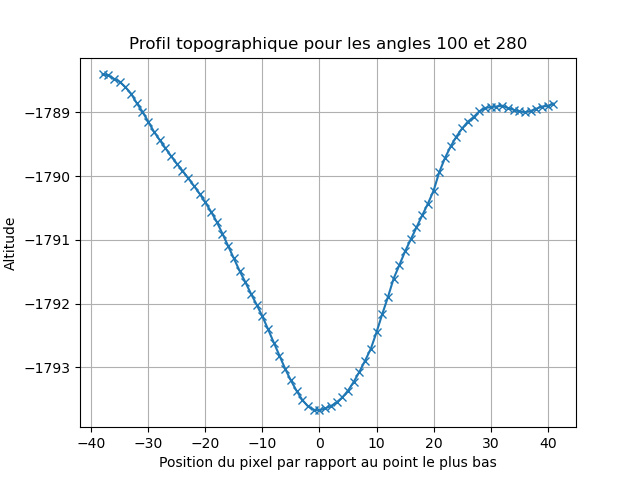 Profil topographique pour les angles 100 et 280
Altitude
−1789
−1790
−1791
−1792
−1793
−40 −30 −20 −10 0 10 20 30 40
Position du pixel par rapport au point le plus bas